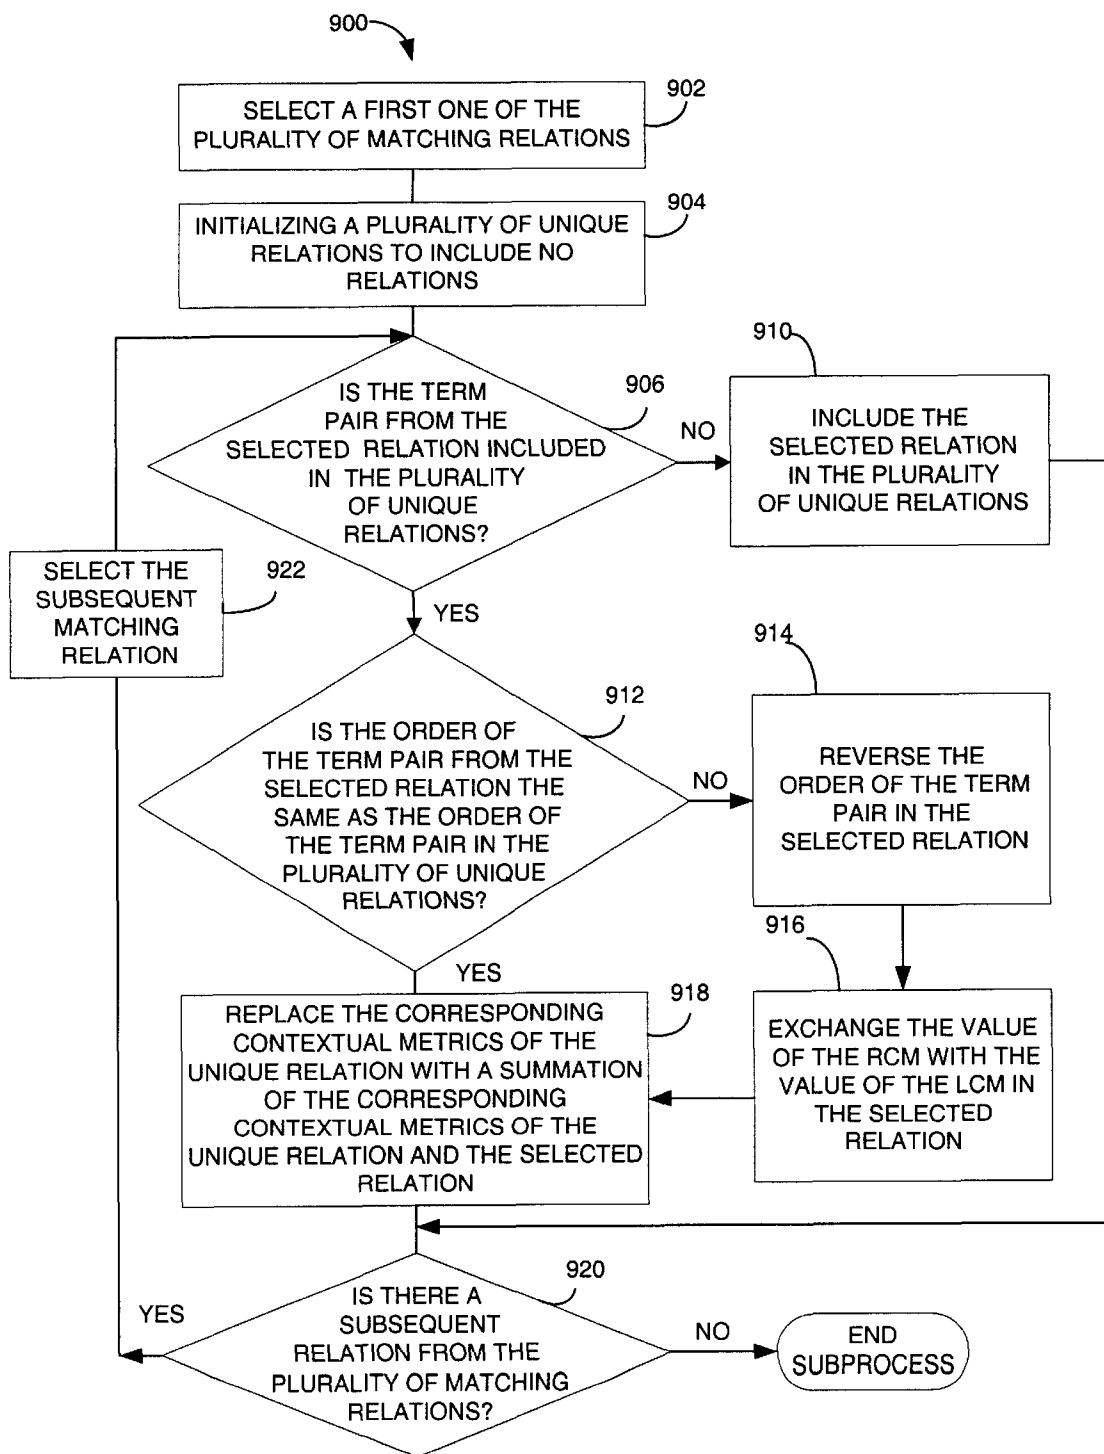 900
SELECT A FIRST ONE OF THE
PLURALITY OF MATCHING RELATIONS
902
INITIALIZING A PLURALITY OF UNIQUE
RELATIONS TO INCLUDE NO
RELATIONS
904
IS THE TERM
PAIR FROM THE
SELECTED RELATION INCLUDED
IN THE PLURALITY
OF UNIQUE
RELATIONS?
906
NO
910
INCLUDE THE
SELECTED RELATION
IN THE PLURALITY
OF UNIQUE RELATIONS
SELECT THE
SUBSEQUENT
MATCHING
RELATION
922
YES
IS THE ORDER OF
THE TERM PAIR FROM THE
SELECTED RELATION THE
SAME AS THE ORDER OF
THE TERM PAIR IN THE
PLURALITY OF UNIQUE
RELATIONS?
912
NO
914
REVERSE THE
ORDER OF THE TERM
PAIR IN THE
SELECTED RELATION
916
EXCHANGE THE VALUE
OF THE RCM WITH THE
VALUE OF THE LCM IN
THE SELECTED
RELATION
YES
REPLACE THE CORRESPONDING
CONTEXTUAL METRICS OF THE
UNIQUE RELATION WITH A SUMMATION
OF THE CORRESPONDING
CONTEXTUAL METRICS OF THE
UNIQUE RELATION AND THE SELECTED
RELATION
918
IS THERE A
SUBSEQUENT
RELATION FROM THE
PLURALITY OF MATCHING
RELATIONS?
920
YES
NO
END
SUBPROCESS